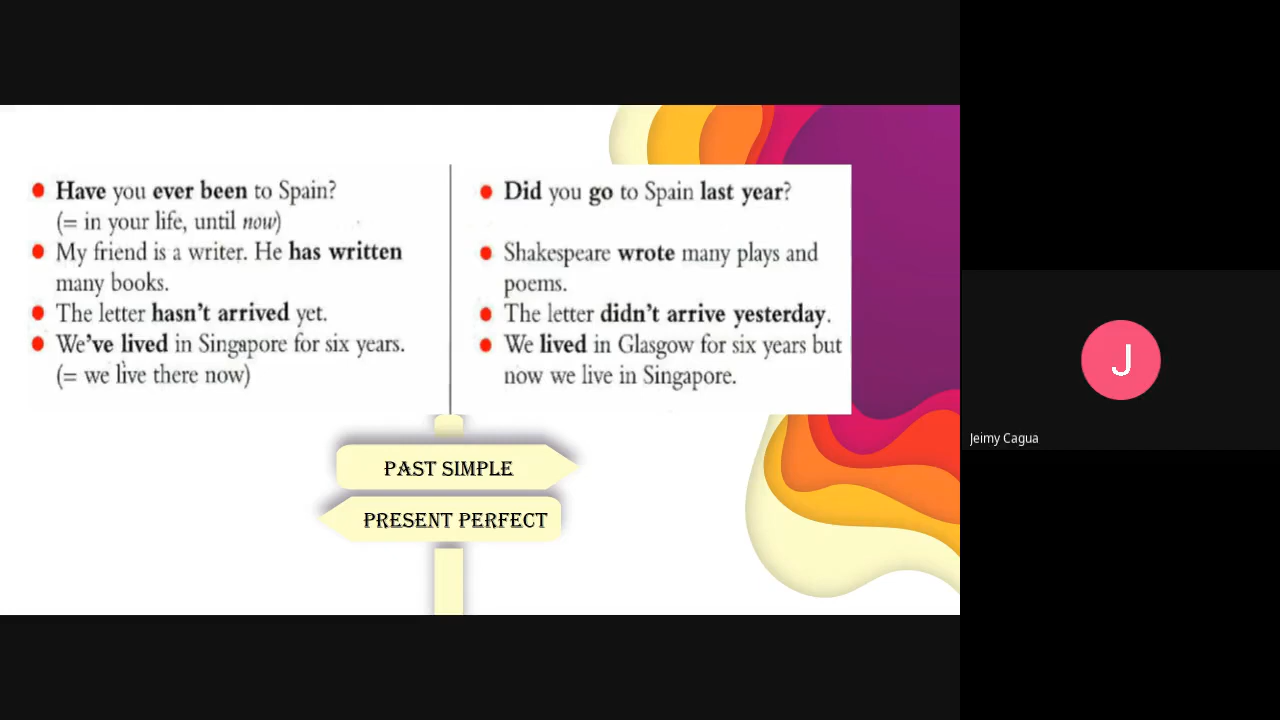 Have you ever been to Spain?
(= in your life, until now)
My friend is a writer. He has written
many books.
The letter hasn't arrived yet.
We've lived in Singapore for six years.
(= we live there now)
Did you go to Spain last year?
Shakespeare wrote many plays and
poems.
The letter didn't arrive yesterday.
We lived in Glasgow for six years but
now we live in Singapore.
PAST SIMPLE
PRESENT PERFECT
J
Jeimy Cagua